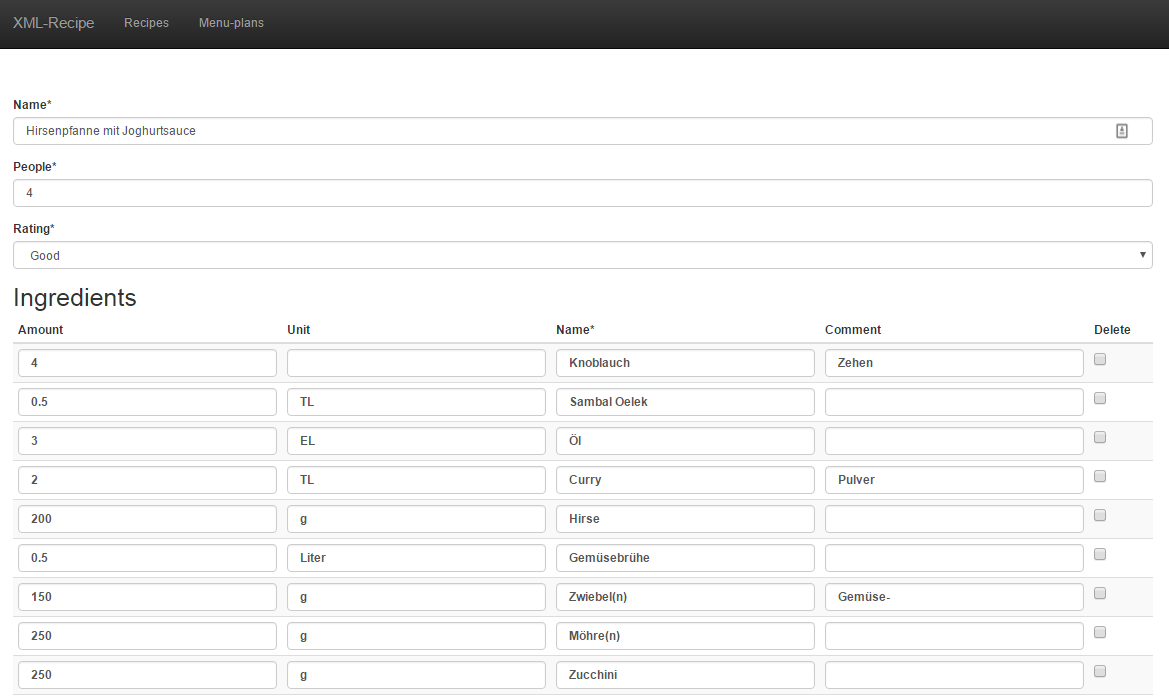 XML-Recipe Recipes Menu-plans
Name*
Hirsenpfanne mit Joghurtsauce
People*
4
Rating*
Good
Ingredients
Amount Unit Name* Comment Delete
4 Knoblauch Zehen
0.5 TL Sambal Oelek
3 EL Öl
2 TL Curry Pulver
200 g Hirse
0.5 Liter Gemüsebrühe
150 g Zwiebel(n) Gemüse-
250 g Möhre(n)
250 g Zucchini